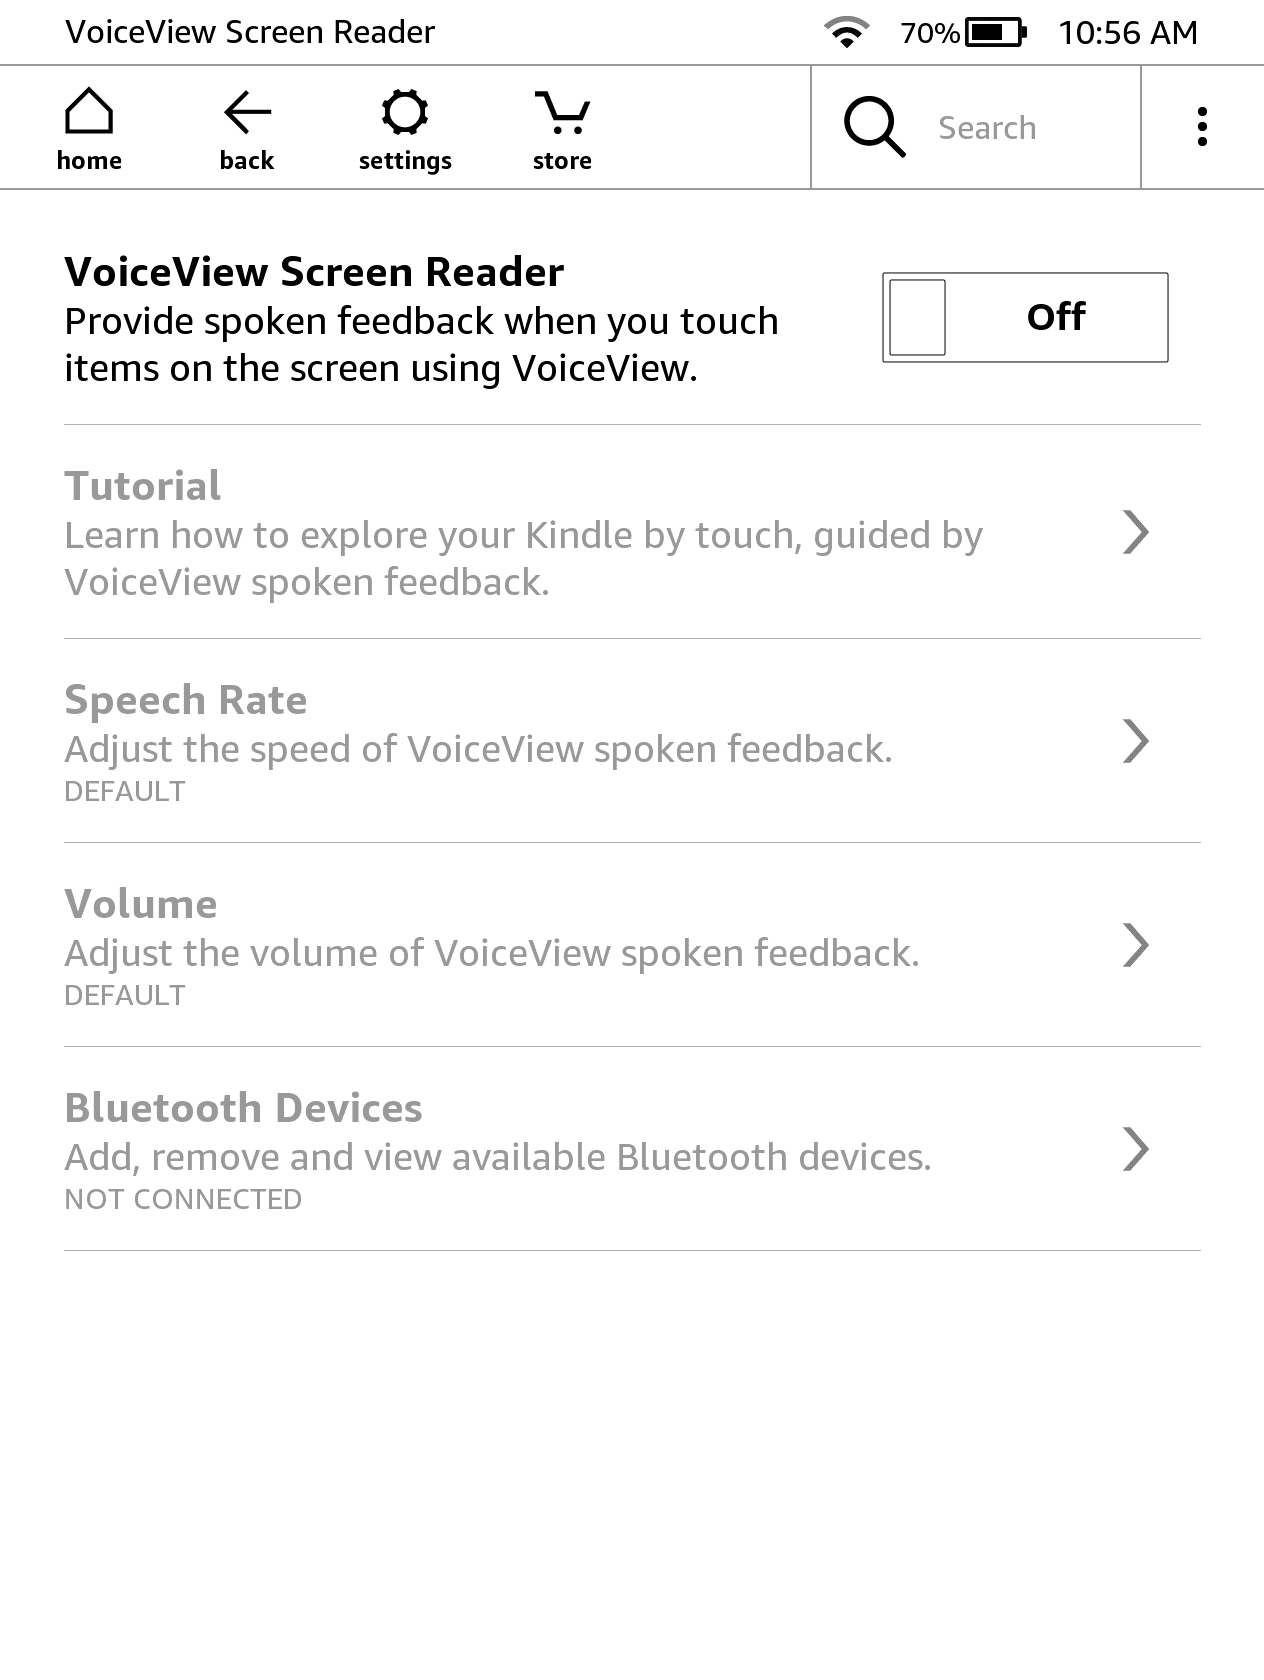 VoiceView Screen Reader
70%
10:56 AM
home
back
settings
store
Search
VoiceView Screen Reader
Provide spoken feedback when you touch
items on the screen using VoiceView.
Off
Tutorial
Learn how to explore your Kindle by touch, guided by
VoiceView spoken feedback.
Speech Rate
Adjust the speed of VoiceView spoken feedback.
DEFAULT
Volume
Adjust the volume of VoiceView spoken feedback.
DEFAULT
Bluetooth Devices
Add, remove and view available Bluetooth devices.
NOT CONNECTED